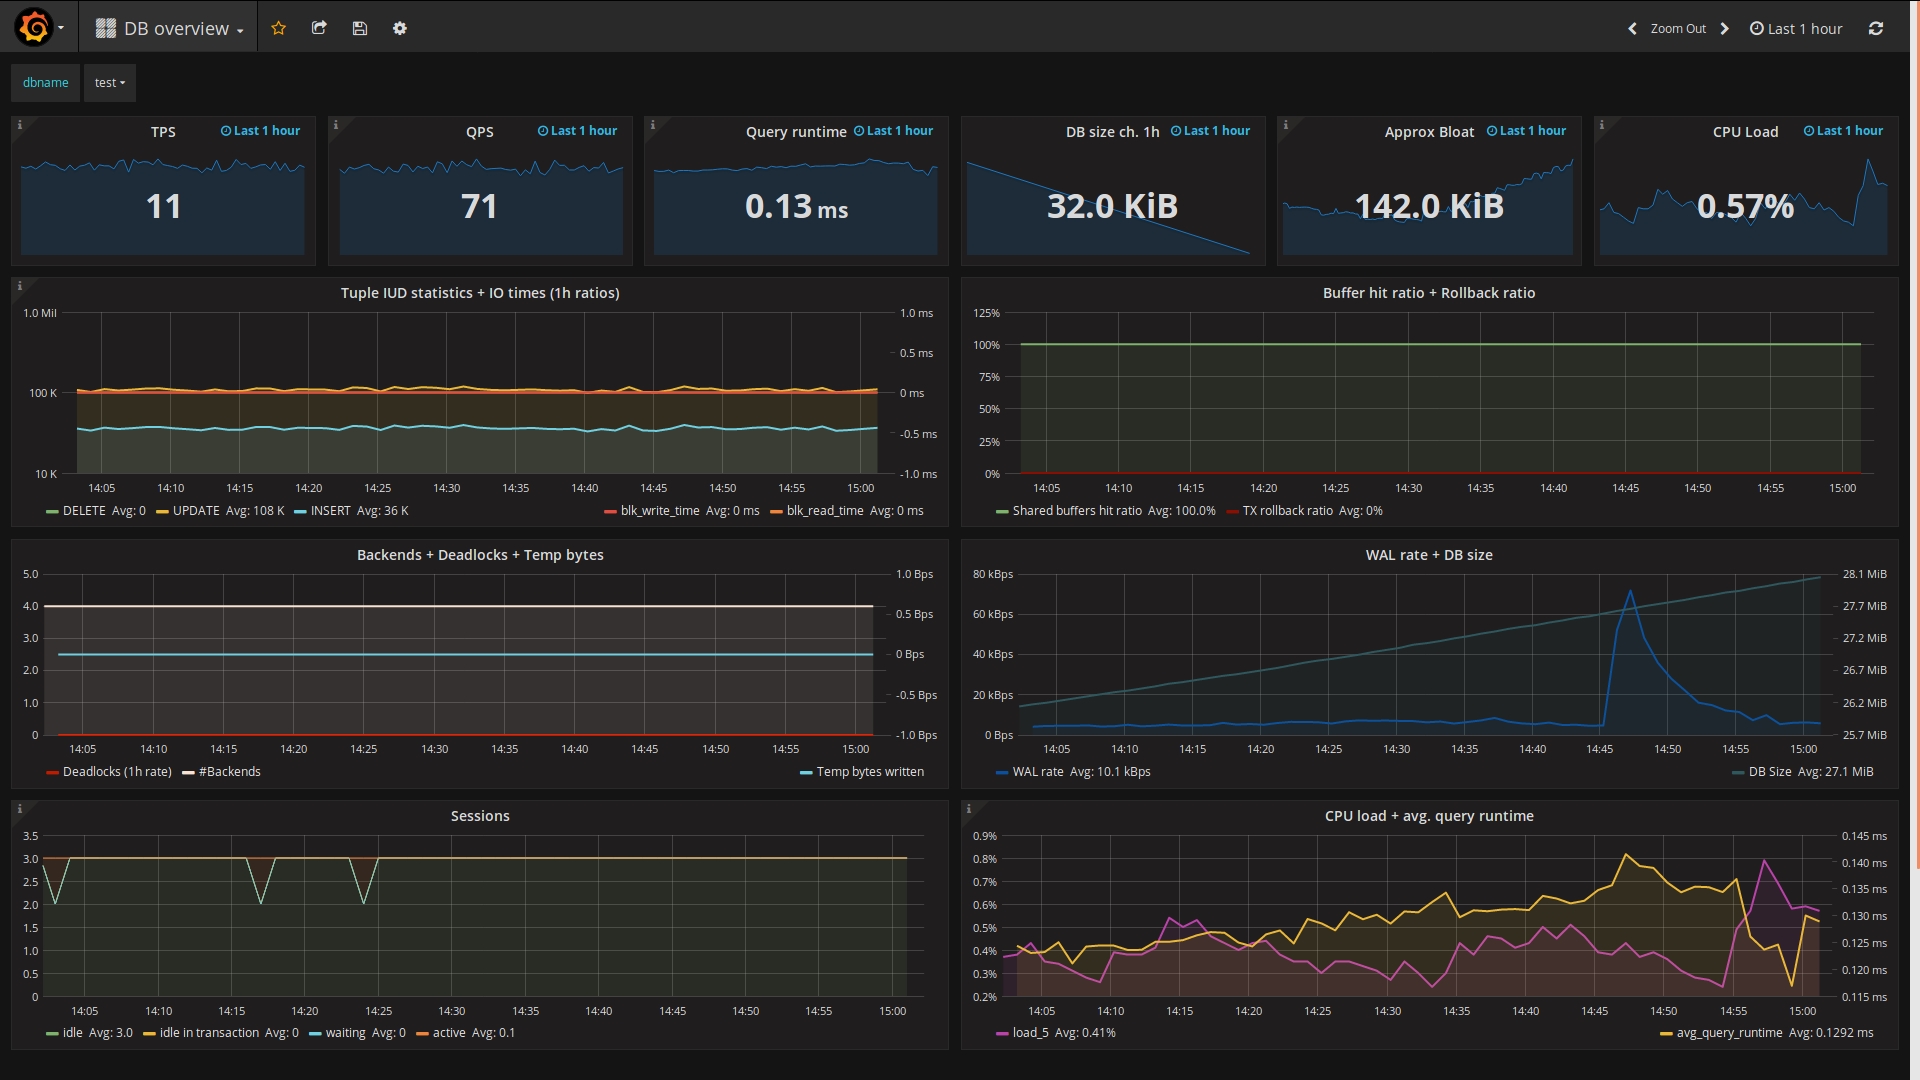 DB overview
Zoom Out
Last 1 hour
dbname
test
TPS
Last 1 hour
11
QPS
Last 1 hour
71
Query runtime
Last 1 hour
0.13 ms
DB size ch. 1h
Last 1 hour
32.0 KiB
Approx Bloat
Last 1 hour
142.0 KiB
CPU Load
Last 1 hour
0.57%
Tuple IUD statistics + IO times (1h ratios)
1.0 Mil
100 K
10 K
1.0 ms
0.5 ms
0 ms
-0.5 ms
-1.0 ms
14:05 14:10 14:15 14:20 14:25 14:30 14:35 14:40 14:45 14:50 14:55 15:00
DELETE Avg: 0 UPDATE Avg: 108 K INSERT Avg: 36 K blk_write_time Avg: 0 ms blk_read_time Avg: 0 ms
Buffer hit ratio + Rollback ratio
125%
100%
75%
50%
25%
0%
14:05 14:10 14:15 14:20 14:25 14:30 14:35 14:40 14:45 14:50 14:55 15:00
Shared buffers hit ratio Avg: 100.0% TX rollback ratio Avg: 0%
Backends + Deadlocks + Temp bytes
5.0
4.0
3.0
2.0
1.0
0
1.0 Bps
0.5 Bps
0 Bps
-0.5 Bps
-1.0 Bps
14:05 14:10 14:15 14:20 14:25 14:30 14:35 14:40 14:45 14:50 14:55 15:00
Deadlocks (1h rate) #Backends Temp bytes written
WAL rate + DB size
80 kBps
60 kBps
40 kBps
20 kBps
0 Bps
28.1 MiB
27.7 MiB
27.2 MiB
26.7 MiB
26.2 MiB
25.7 MiB
14:05 14:10 14:15 14:20 14:25 14:30 14:35 14:40 14:45 14:50 14:55 15:00
WAL rate Avg: 10.1 kBps DB Size Avg: 27.1 MiB
Sessions
3.5
3.0
2.5
2.0
1.5
1.0
0.5
0
14:05 14:10 14:15 14:20 14:25 14:30 14:35 14:40 14:45 14:50 14:55 15:00
idle Avg: 3.0 idle in transaction Avg: 0 waiting Avg: 0 active Avg: 0.1
CPU load + avg. query runtime
0.9%
0.8%
0.7%
0.6%
0.5%
0.4%
0.3%
0.2%
0.145 ms
0.140 ms
0.135 ms
0.130 ms
0.125 ms
0.120 ms
0.115 ms
14:05 14:10 14:15 14:20 14:25 14:30 14:35 14:40 14:45 14:50 14:55 15:00
load_5 Avg: 0.41% avg_query_runtime Avg: 0.1292 ms